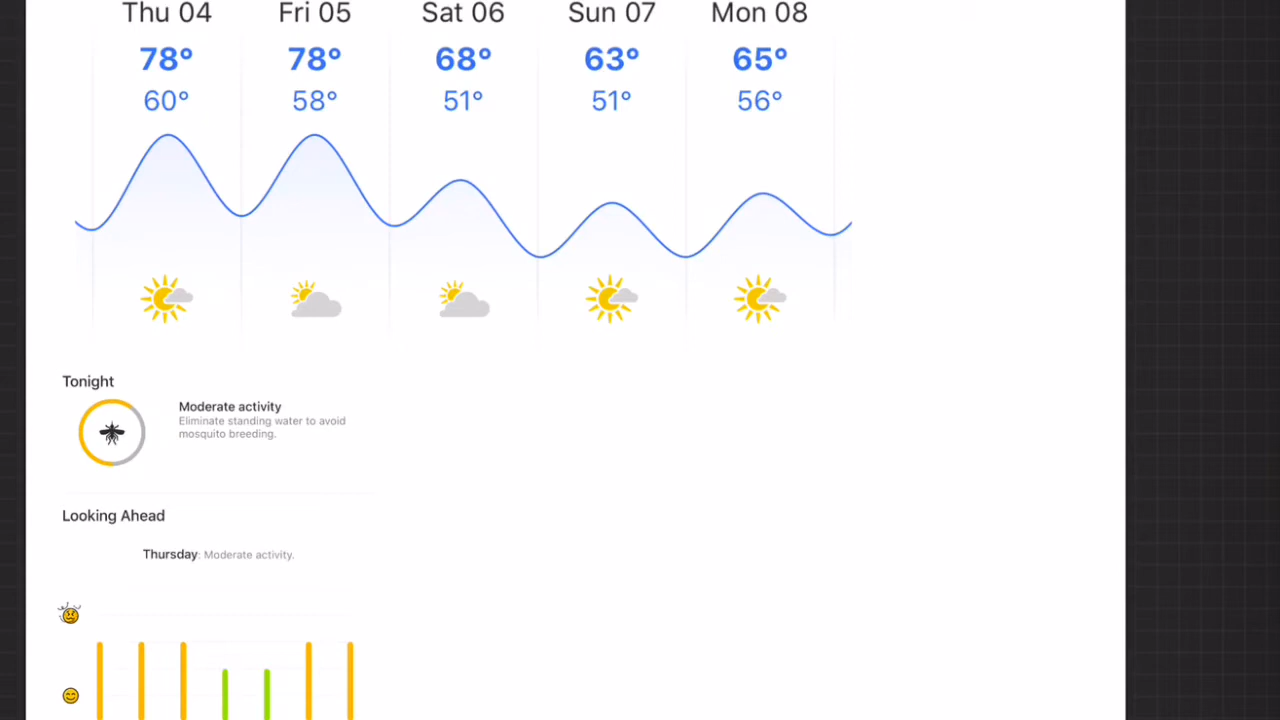 Thu 04 Fri 05 Sat 06 Sun 07 Mon 08
78° 78° 68° 63° 65°
60° 58° 51° 51° 56°
Tonight
Moderate activity
Eliminate standing water to avoid
mosquito breeding.
Looking Ahead
Thursday: Moderate activity.